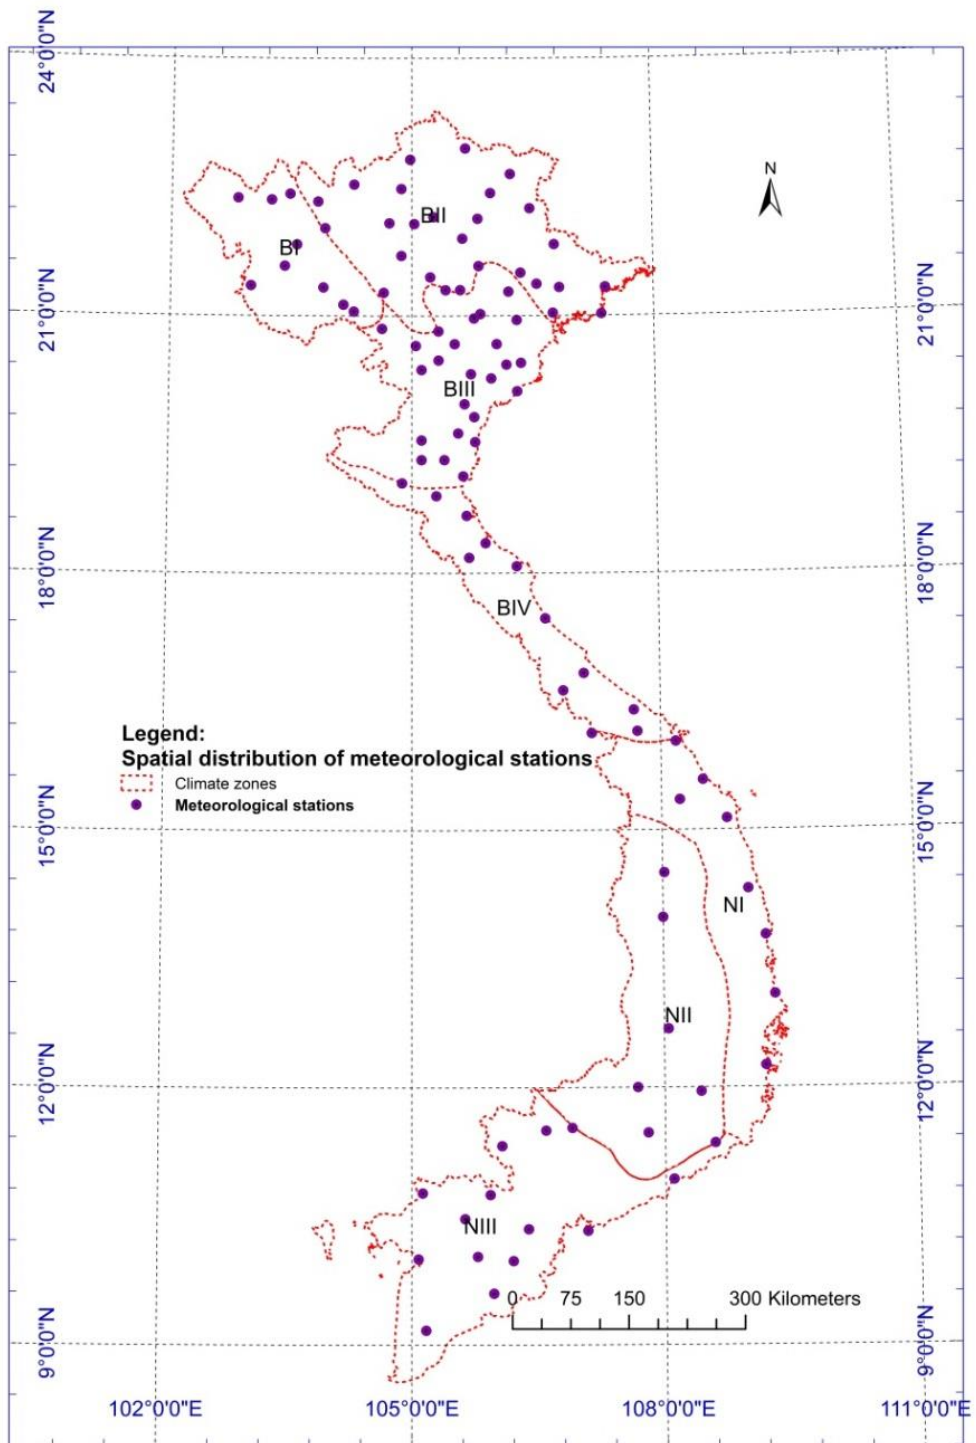 24°0'0"N
N
BII
BI
21°0'0"N
21°0'0"N
BIII
18°0'0"N
18°0'0"N
BIV
Legend:
Spatial distribution of meteorological stations
Climate zones
Meteorological stations
15°0'0"N
15°0'0"N
NI
NII
12°0'0"N
12°0'0"N
NIII
0 75 150 300 Kilometers
9°0'0"N
9°0'0"N
102°0'0"E 105°0'0"E 108°0'0"E 111°0'0"E